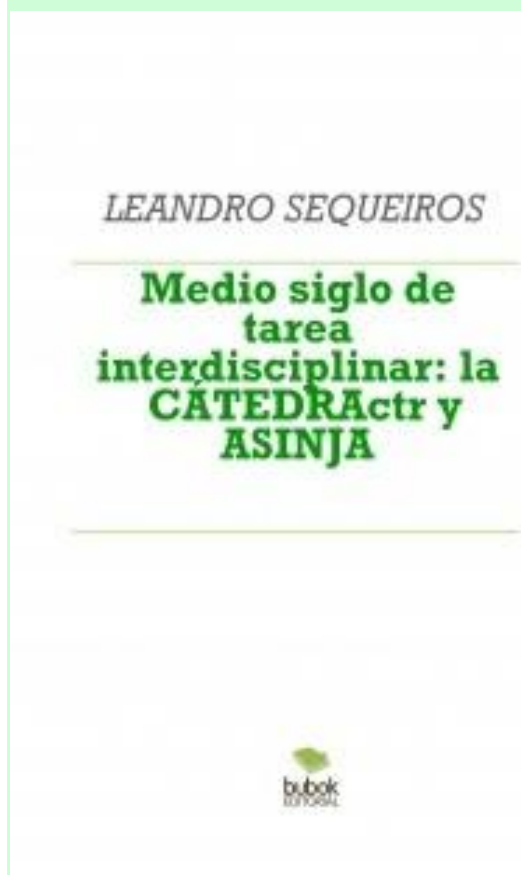 LEANDRO SEQUEIROS
Medio siglo de
tarea
interdisciplinar: la
CÁTEDRActr y
ASINJA
bubok
EDITORIAL